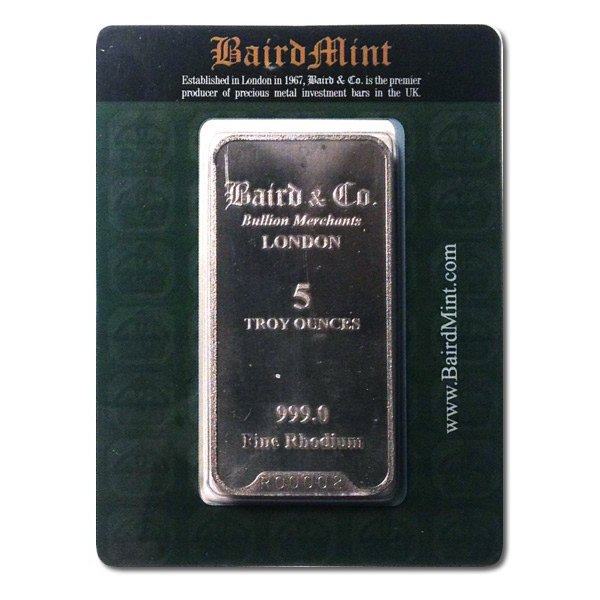 BairdMint
Established in London in 1967, Baird & Co. is the premier
producer of precious metal investment bars in the UK.
Baird & Co.
Bullion Merchants
LONDON
5
TROY OUNCES
999.0
Fine Rhodium
R00008
www.BairdMint.com